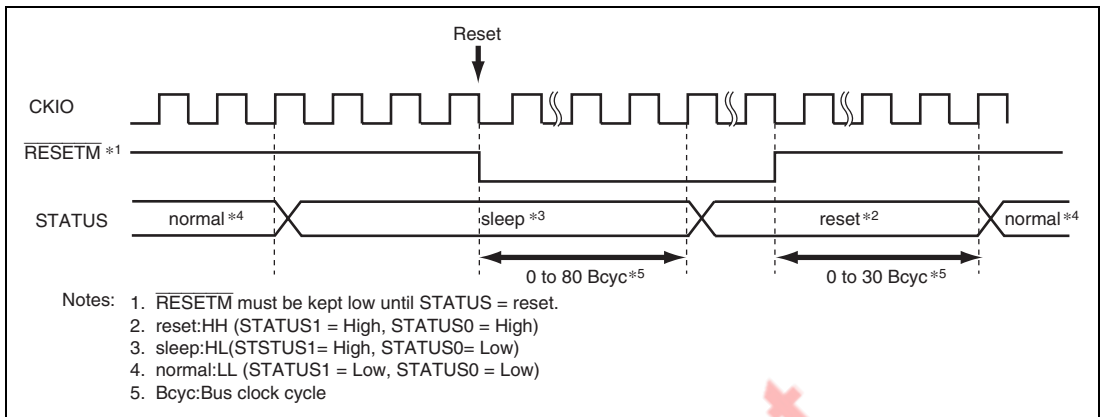 Reset
CKIO
RESETM *1
STATUS
normal *4
sleep *3
reset*2
normal *4
0 to 80 Bcyc*5
0 to 30 Bcyc*5
Notes: 1. RESETM must be kept low until STATUS = reset.
2. reset:HH (STATUS1 = High, STATUS0 = High)
3. sleep:HL(STSTUS1= High, STATUS0= Low)
4. normal:LL (STATUS1 = Low, STATUS0 = Low)
5. Bcyc:Bus clock cycle